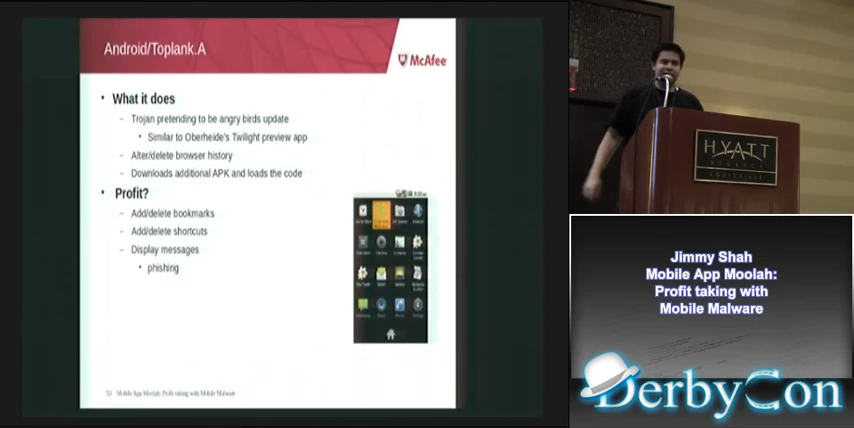 Android/Toplank.A
McAfee
• What it does
– Trojan pretending to be angry birds update
• Similar to Oberheide's Twilight preview app
– Alter/delete browser history
– Downloads additional APK and loads the code
• Profit?
– Add/delete bookmarks
– Add/delete shortcuts
– Display messages
• phishing
Mobile App Moolah: Profit taking with Mobile Malware
HYATT
REGENCY
LOUISVILLE
Jimmy Shah
Mobile App Moolah:
Profit taking with
Mobile Malware
DerbyCon